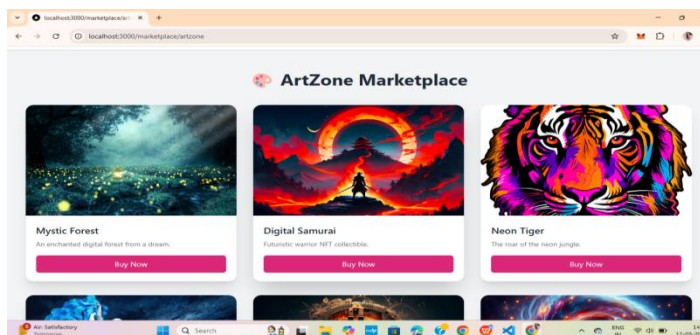 localhost:3000/marketplace/art
localhost:3000/marketplace/artzone
ArtZone Marketplace
Mystic Forest
An enchanted digital forest from a dream.
Buy Now
Digital Samurai
Futuristic warrior NFT collectible.
Buy Now
Neon Tiger
The roar of the neon jungle.
Buy Now
Air: Satisfactory
Search
ENG
IN